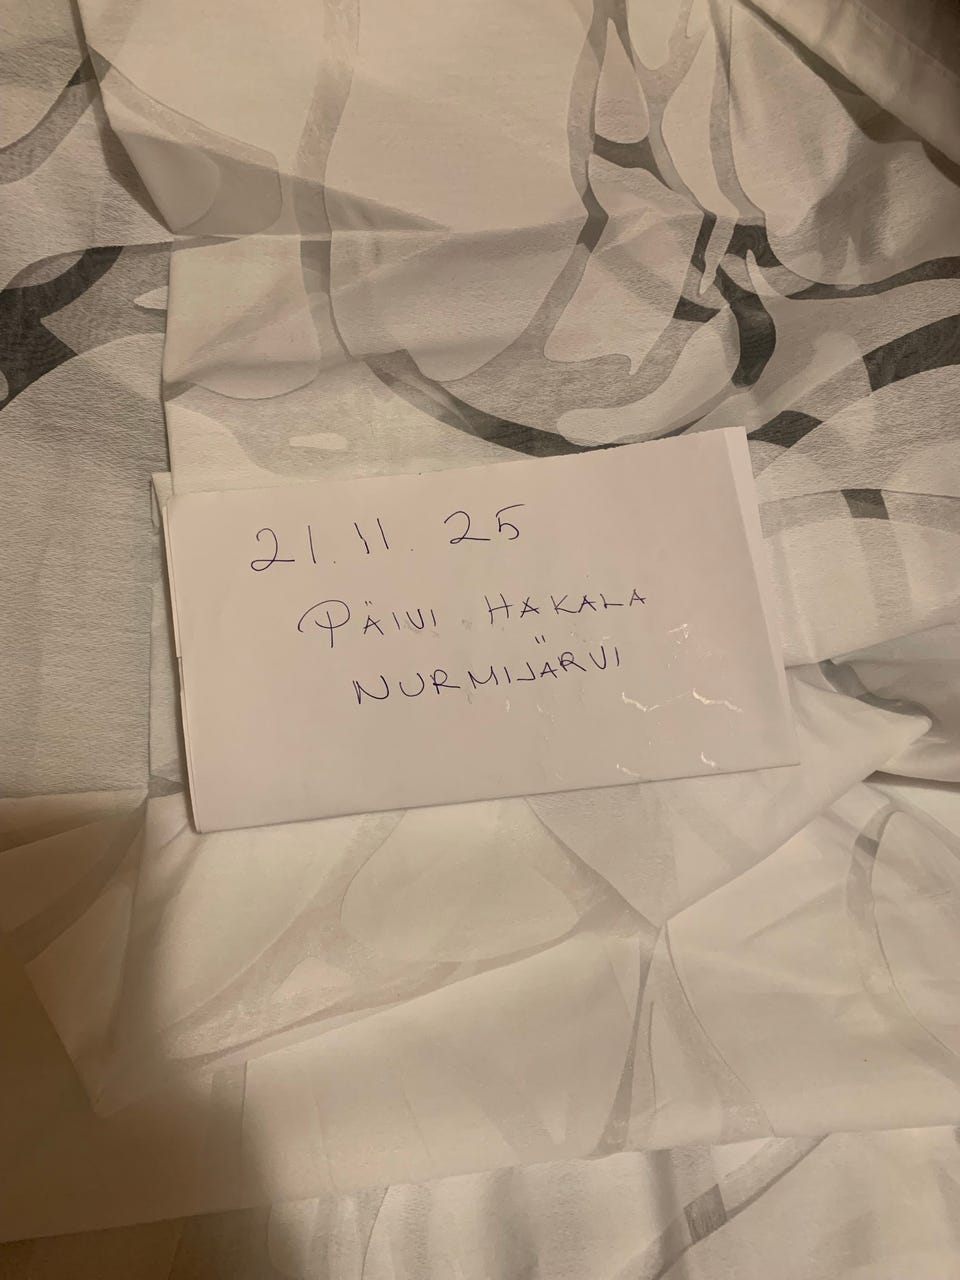 21.11.25
PÄIVI HAKALA
NURMIJÄRVI